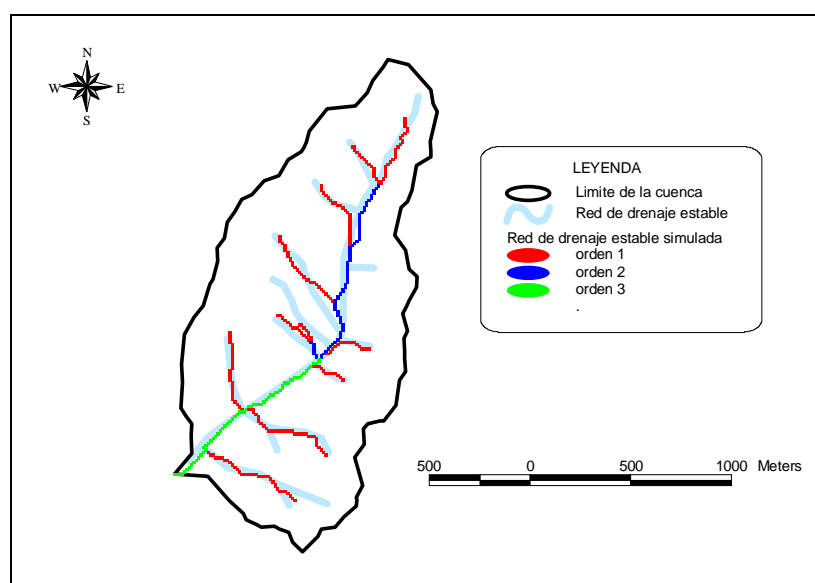 N
W E
S
LEYENDA
Limite de la cuenca
Red de drenaje estable
Red de drenaje estable simulada
orden 1
orden 2
orden 3
.
500 0 500 1000 Meters